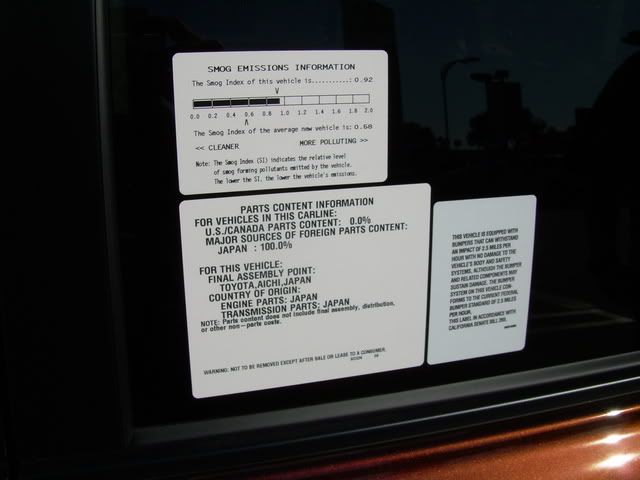 SMOG EMISSIONS INFORMATION
The Smog Index of this vehicle is..........: 0.92
V
0.0 0.2 0.4 0.6 0.8 1.0 1.2 1.4 1.6 1.8 2.0
Λ
The Smog Index of the average new vehicle is: 0.68
<< CLEANER MORE POLLUTING >>
Note: The Smog Index (SI) indicates the relative level
of smog forming pollutants emitted by the vehicle.
The lower the SI, the lower the vehicle's emissions.
PARTS CONTENT INFORMATION
FOR VEHICLES IN THIS CARLINE:
U.S./CANADA PARTS CONTENT: 0.0%
MAJOR SOURCES OF FOREIGN PARTS CONTENT:
JAPAN : 100.0%
FOR THIS VEHICLE:
FINAL ASSEMBLY POINT:
TOYOTA,AICHI,JAPAN
COUNTRY OF ORIGIN:
ENGINE PARTS: JAPAN
TRANSMISSION PARTS: JAPAN
NOTE: Parts content does not include final assembly, distribution,
or other non-parts costs.
WARNING: NOT TO BE REMOVED EXCEPT AFTER SALE OR LEASE TO A CONSUMER.
THIS VEHICLE IS EQUIPPED WITH
BUMPERS THAT CAN WITHSTAND
AN IMPACT OF 2.5 MILES PER
HOUR WITH NO DAMAGE TO THE
VEHICLE'S BODY AND SAFETY
SYSTEMS, ALTHOUGH THE BUMPER
AND RELATED COMPONENTS MAY
SUSTAIN DAMAGE. THE BUMPER
SYSTEM ON THIS VEHICLE CON-
FORMS TO THE CURRENT FEDERAL
BUMPER STANDARD OF 2.5 MILES
PER HOUR.
THIS LABEL IN ACCORDANCE WITH
CALIFORNIA SENATE BILL